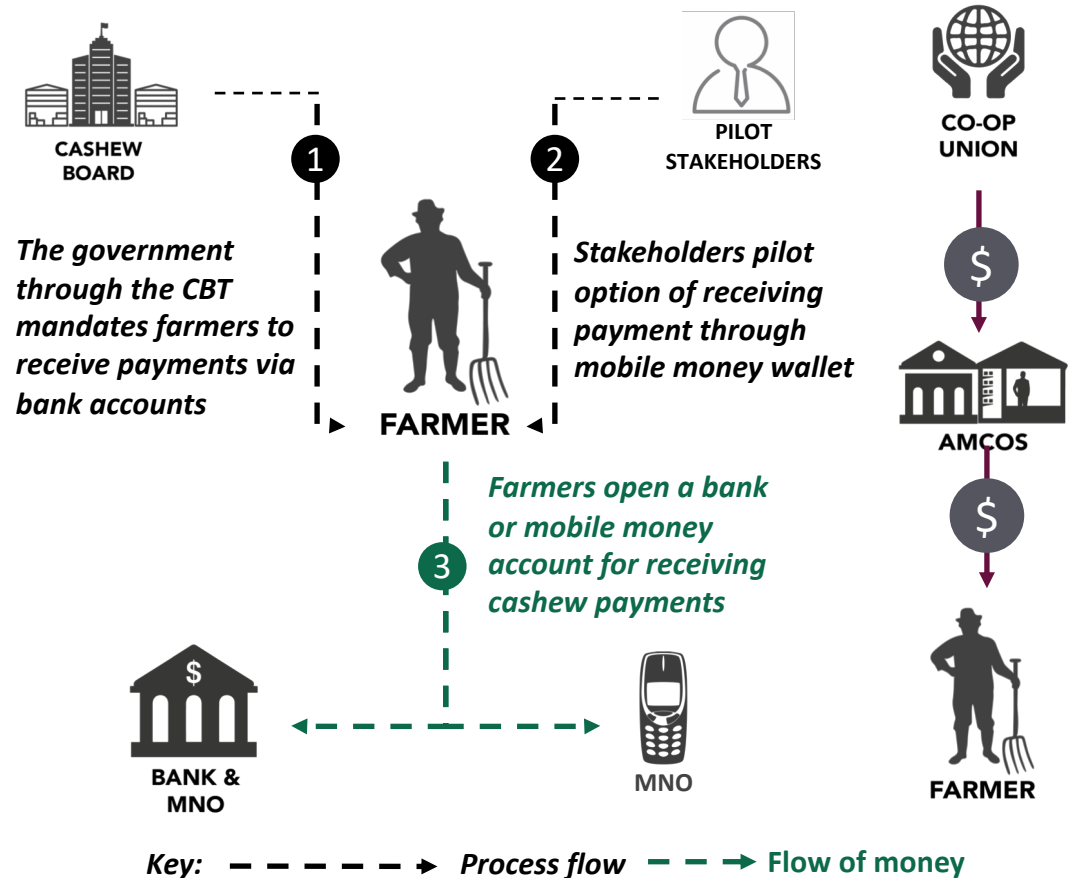 CASHEW
BOARD
1
2
PILOT
STAKEHOLDERS
CO-OP
UNION
The government
through the CBT
mandates farmers to
receive payments via
bank accounts
Stakeholders pilot
option of receiving
payment through
mobile money wallet
FARMER
$
AMCOS
$
3
Farmers open a bank
or mobile money
account for receiving
cashew payments
$
BANK &
MNO
MNO
FARMER
Key: Process flow Flow of money